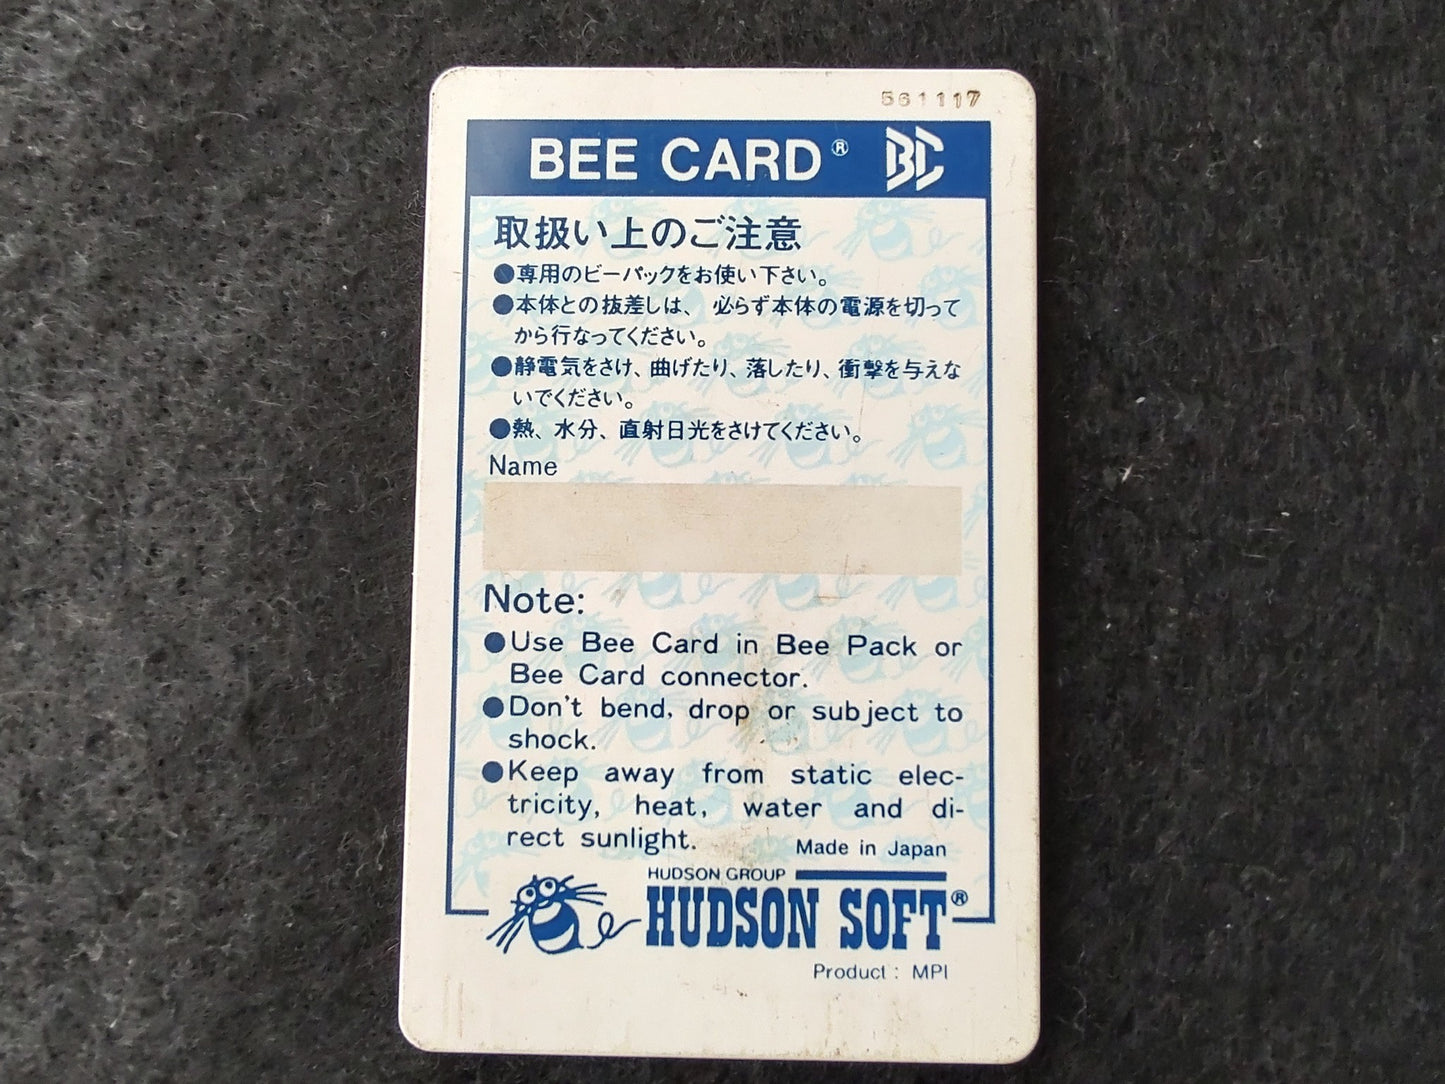 561117
BEE CARD® BC
取扱い上のご注意
●専用のビーパックをお使い下さい。
●本体との抜差しは、必らず本体の電源を切って
から行なってください。
●静電気をさけ、曲げたり、落したり、衝撃を与えな
いでください。
●熱、水分、直射日光をさけてください。
Name
Note:
●Use Bee Card in Bee Pack or
Bee Card connector.
●Don't bend, drop or subject to
shock.
●Keep away from static elec-
tricity, heat, water and di-
rect sunlight.
Made in Japan
HUDSON GROUP
HUDSON SOFT®
Product : MPI